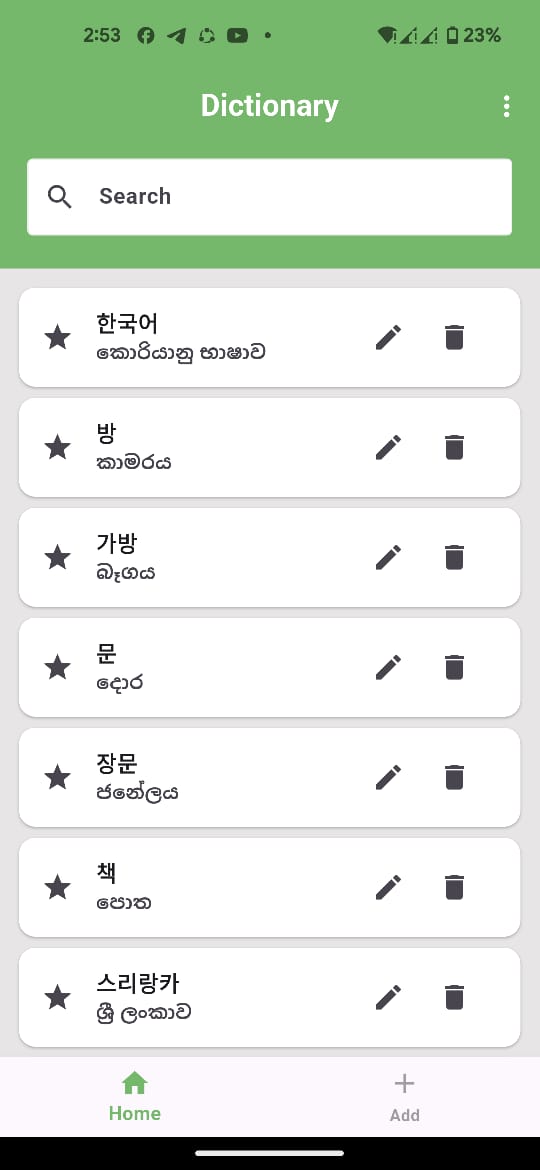 2:53
23%
Dictionary
Search
한국어
කොරියානු භාෂාව
방
කාමරය
가방
බෑගය
문
දොර
장문
ජනේලය
책
පොත
스리랑카
ශ්‍රී ලංකාව
Home
Add